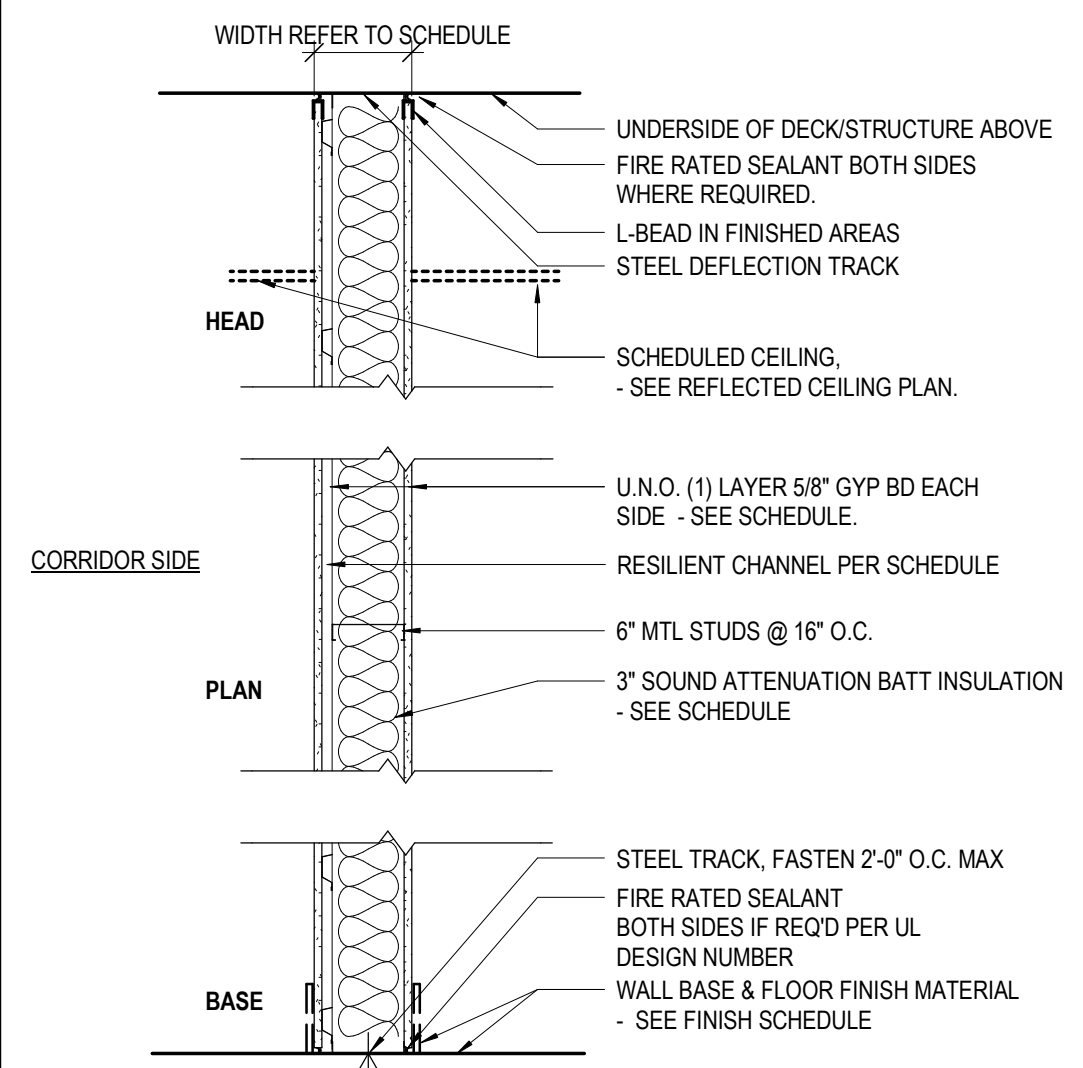 WIDTH REFER TO SCHEDULE
UNDERSIDE OF DECK/STRUCTURE ABOVE
FIRE RATED SEALANT BOTH SIDES
WHERE REQUIRED.
L-BEAD IN FINISHED AREAS
STEEL DEFLECTION TRACK
HEAD
SCHEDULED CEILING,
- SEE REFLECTED CEILING PLAN.
U.N.O. (1) LAYER 5/8" GYP BD EACH
SIDE - SEE SCHEDULE.
CORRIDOR SIDE
RESILIENT CHANNEL PER SCHEDULE
6" MTL STUDS @ 16" O.C.
PLAN
3" SOUND ATTENUATION BATT INSULATION
- SEE SCHEDULE
STEEL TRACK, FASTEN 2'-0" O.C. MAX
FIRE RATED SEALANT
BOTH SIDES IF REQ'D PER UL
DESIGN NUMBER
BASE
WALL BASE & FLOOR FINISH MATERIAL
- SEE FINISH SCHEDULE